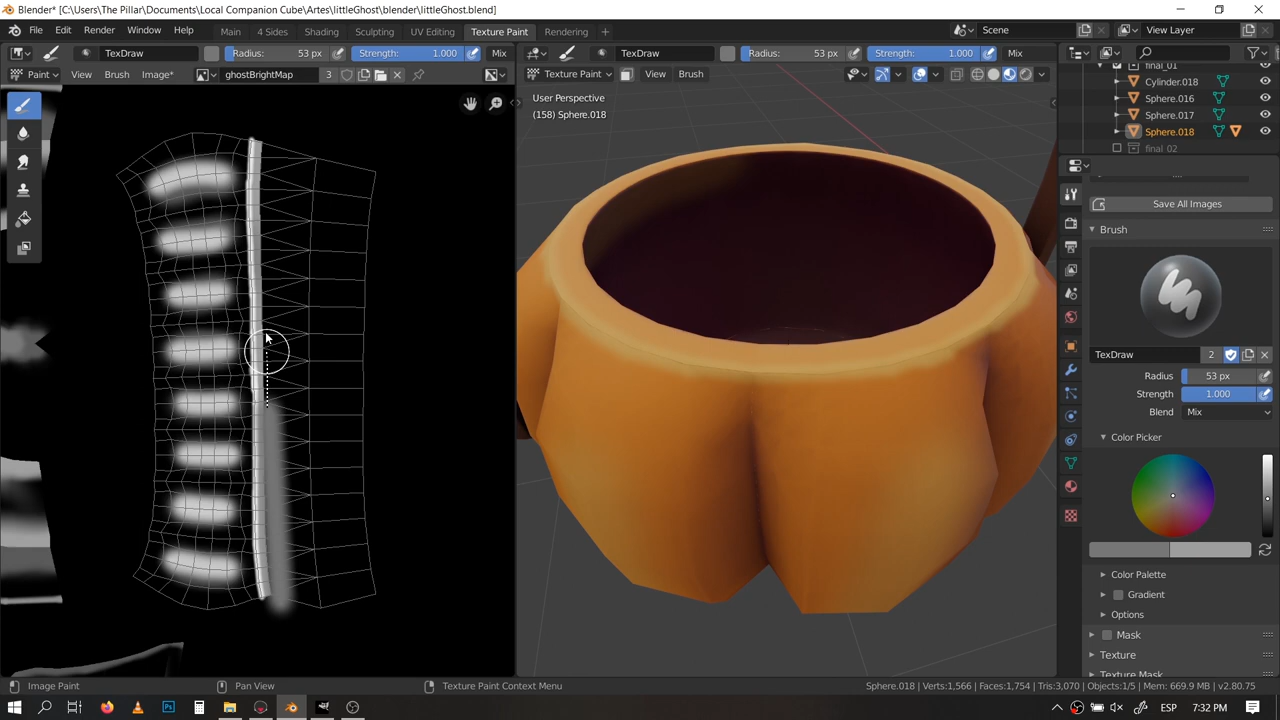 Blender* [C:\Users\The Pillar\Documents\Local Companion Cube\Artes\littleGhost\blender\littleGhost.blend]
File Edit Render Window Help Main 4 Sides Shading Sculpting UV Editing Texture Paint Rendering Scene View Layer
TexDraw Radius: 53 px Strength: 1.000 Mix TexDraw Radius: 53 px Strength: 1.000 Mix
Paint View Brush Image* ghostBrightMap 3 Texture Paint View Brush
final_01
Cylinder.018
Sphere.016
Sphere.017
Sphere.018
final_02
User Perspective
(158) Sphere.018
Save All Images
Brush
TexDraw 2
Radius 53 px
Strength 1.000
Blend Mix
Color Picker
Color Palette
Gradient
Options
Mask
Texture
Texture Mask
Image Paint Pan View Texture Paint Context Menu Sphere.018 | Verts:1,566 | Faces:1,754 | Tris:3,070 | Objects:1/5 | Mem: 669.9 MB | v2.80.75
ESP 7:32 PM